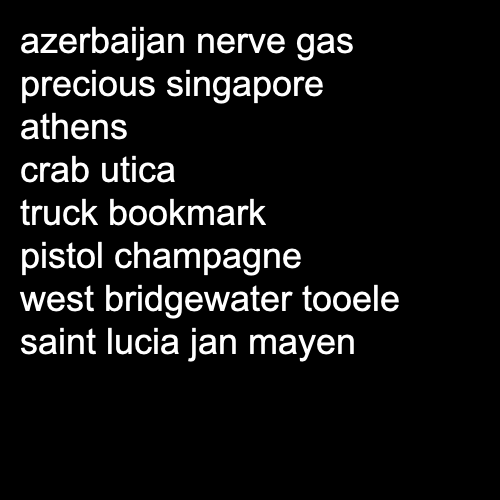 azerbaijan nerve gas
precious singapore
athens
crab utica
truck bookmark
pistol champagne
west bridgewater tooele
saint lucia jan mayen